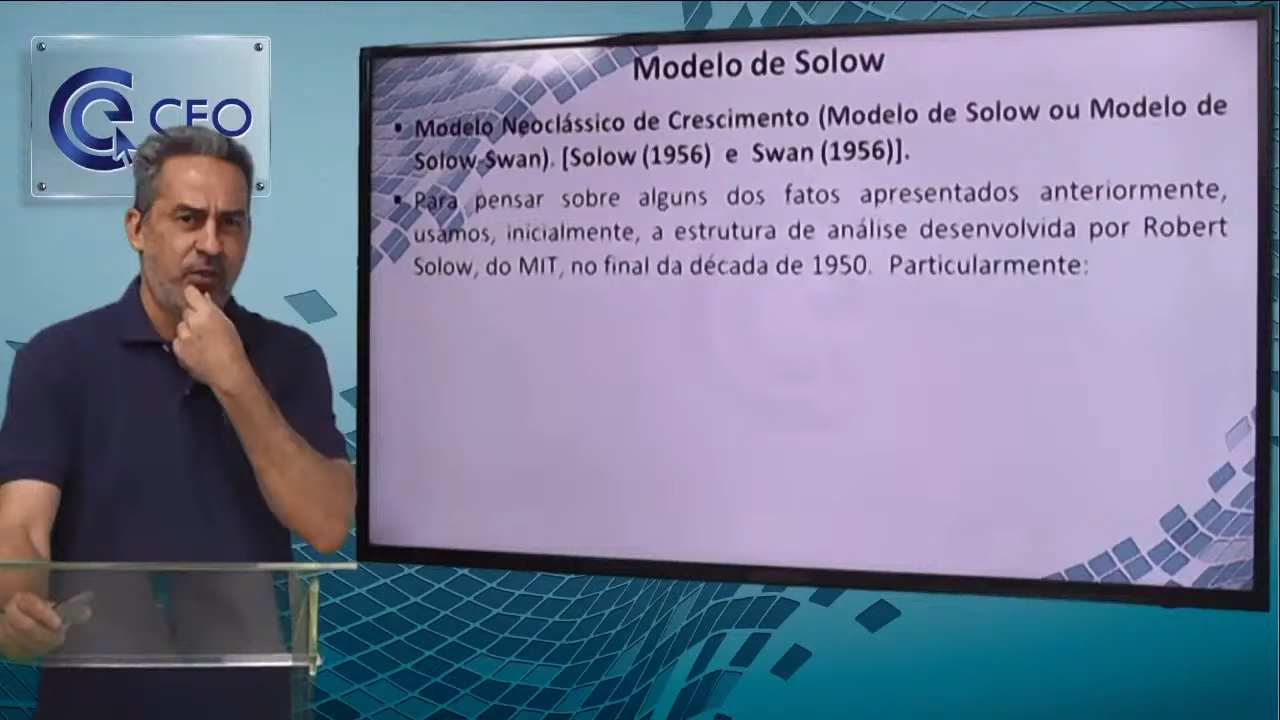 CEO
Modelo de Solow
▪ Modelo Neoclássico de Crescimento (Modelo de Solow ou Modelo de
Solow-Swan). [Solow (1956) e Swan (1956)].
▪ Para pensar sobre alguns dos fatos apresentados anteriormente,
usamos, inicialmente, a estrutura de análise desenvolvida por Robert
Solow, do MIT, no final da década de 1950. Particularmente: